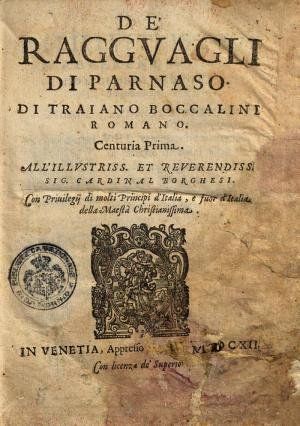 DE'
RAGGVAGLI
DI PARNASO.
DI TRAIANO BOCCALINI
ROMANO.
Centuria Prima.
ALL'ILLVSTRISS. ET REVERENDISS.
SIG. CARDINAL BORGHESI.
Con Priuilegij di molti Principi d'Italia, e fuor d'Italia
della Maestà Christianissima.
IN VENETIA, Appresso M DCXII.
Con licenza de' Superio